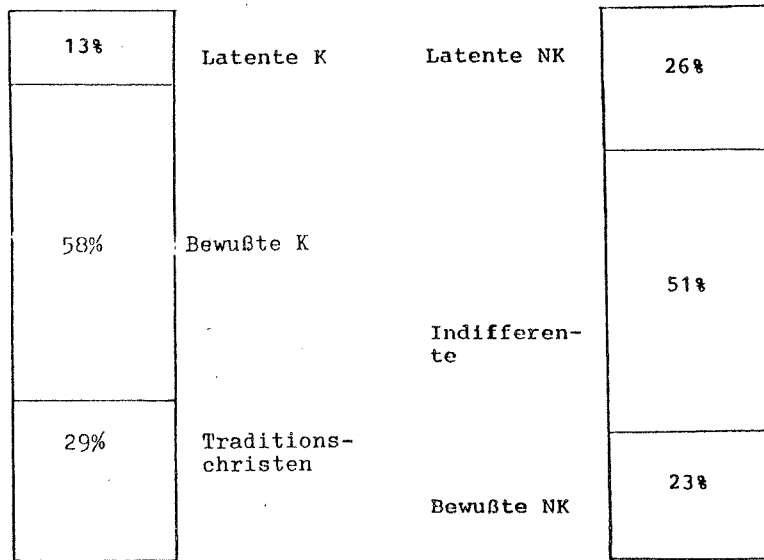 13%
Latente K
Latente NK
26%
58%
Bewußte K
51%
Indifferen-
te
29%
Traditions-
christen
23%
Bewußte NK